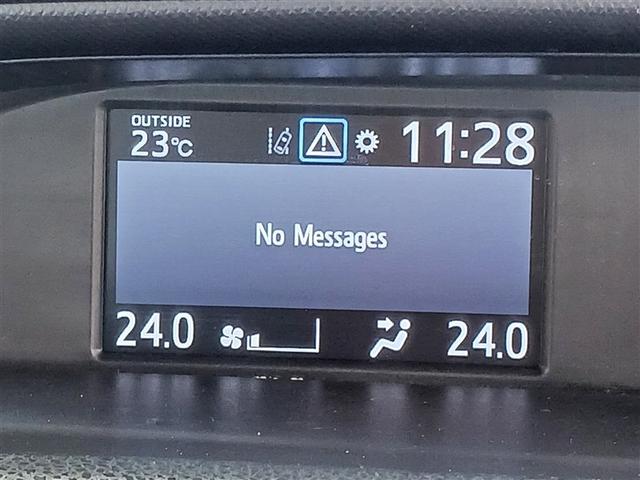 OUTSIDE
23°C
11:28
No Messages
24.0
24.0